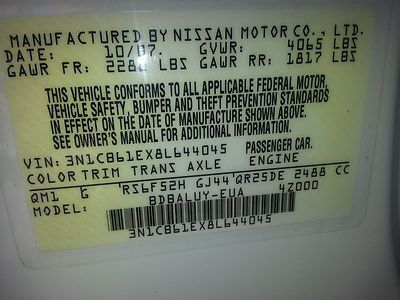 MANUFACTURED BY NISSAN MOTOR CO., LTD.
DATE: 10/07. GVWR: 4065 LBS
GAWR FR: 2286 LBS GAWR RR: 1817 LBS
THIS VEHICLE CONFORMS TO ALL APPLICABLE FEDERAL MOTOR,
VEHICLE SAFETY, BUMPER AND THEFT PREVENTION STANDARDS
IN EFFECT ON THE DATE OF MANUFACTURE SHOWN ABOVE.
SEE OWNER'S MANUAL FOR ADDITIONAL INFORMATION.
VIN: 3N1CB61EX8L644045 PASSENGER CAR.
COLOR TRIM TRANS AXLE ENGINE
QM1 G RS6F52H GJ44 QR25DE 2488 CC
MODEL: BDBALUY-EUA 4Z000
3N1CB61EX8L644045